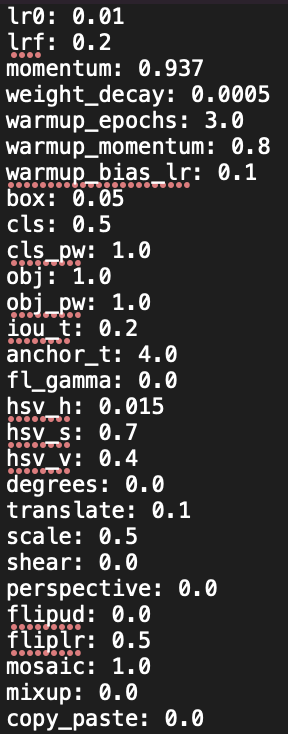 lr0: 0.01
lrf: 0.2
momentum: 0.937
weight_decay: 0.0005
warmup_epochs: 3.0
warmup_momentum: 0.8
warmup_bias_lr: 0.1
box: 0.05
cls: 0.5
cls_pw: 1.0
obj: 1.0
obj_pw: 1.0
iou_t: 0.2
anchor_t: 4.0
fl_gamma: 0.0
hsv_h: 0.015
hsv_s: 0.7
hsv_v: 0.4
degrees: 0.0
translate: 0.1
scale: 0.5
shear: 0.0
perspective: 0.0
flipud: 0.0
fliplr: 0.5
mosaic: 1.0
mixup: 0.0
copy_paste: 0.0